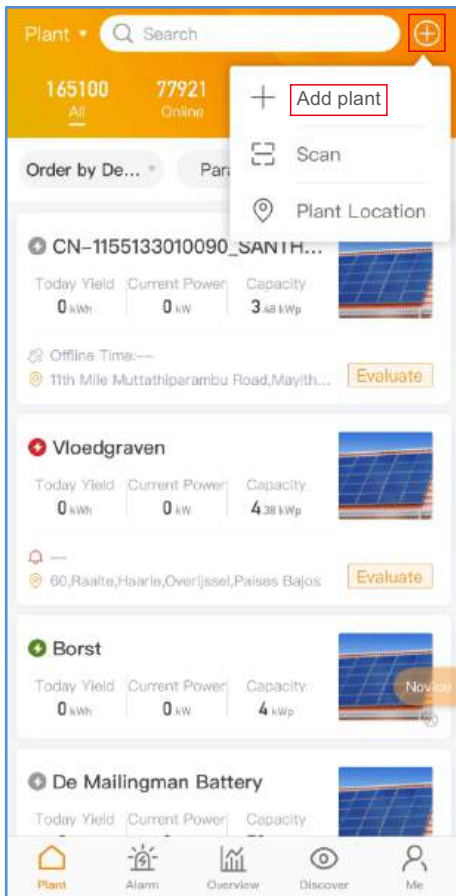 Plant Search
165100 77921
All Online
Add plant
Scan
Plant Location
Order by De...
CN-1155133010090_SANTH...
Today Yield Current Power Capacity
0 kWh 0 kW 3.48 kWp
Offline Time:--
11th Mile Muttathiparambu Road,Mayith...
Evaluate
Vloedgraven
Today Yield Current Power Capacity
0 kWh 0 kW 4.38 kWp
--
60,Raalte,Haarle,Overijssel,Paises Bajos
Evaluate
Borst
Today Yield Current Power Capacity
0 kWh 0 kW 4 kWp
De Mailingman Battery
Today Yield Current Power Capacity
Plant Alarm Overview Discover Me